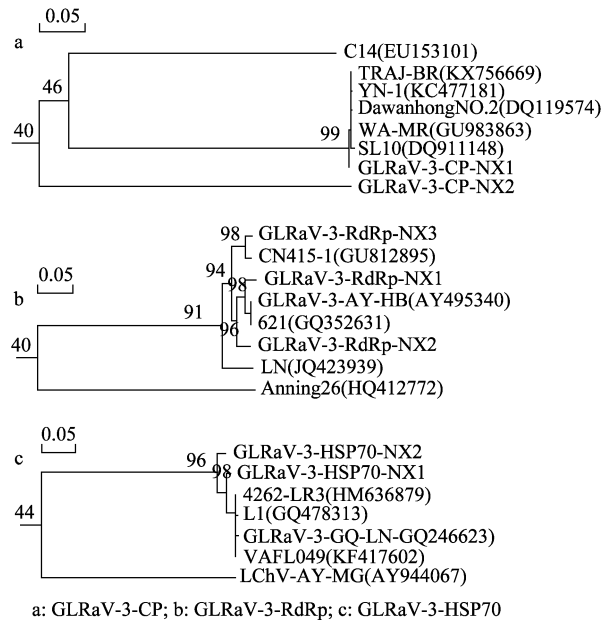 0.05
a
C14(EU153101)
TRAJ-BR(KX756669)
46
YN-1(KC477181)
DawanhongNO.2(DQ119574)
40
99
WA-MR(GU983863)
SL10(DQ911148)
GLRaV-3-CP-NX1
GLRaV-3-CP-NX2
98
GLRaV-3-RdRp-NX3
CN415-1(GU812895)
0.05
94
98
GLRaV-3-RdRp-NX1
b
GLRaV-3-AY-HB(AY495340)
91
621(GQ352631)
96
40
GLRaV-3-RdRp-NX2
LN(JQ423939)
Anning26(HQ412772)
0.05
c
96
GLRaV-3-HSP70-NX2
98
GLRaV-3-HSP70-NX1
4262-LR3(HM636879)
44
L1(GQ478313)
GLRaV-3-GQ-LN-GQ246623)
VAFL049(KF417602)
LChV-AY-MG(AY944067)
a: GLRaV-3-CP; b: GLRaV-3-RdRp; c: GLRaV-3-HSP70